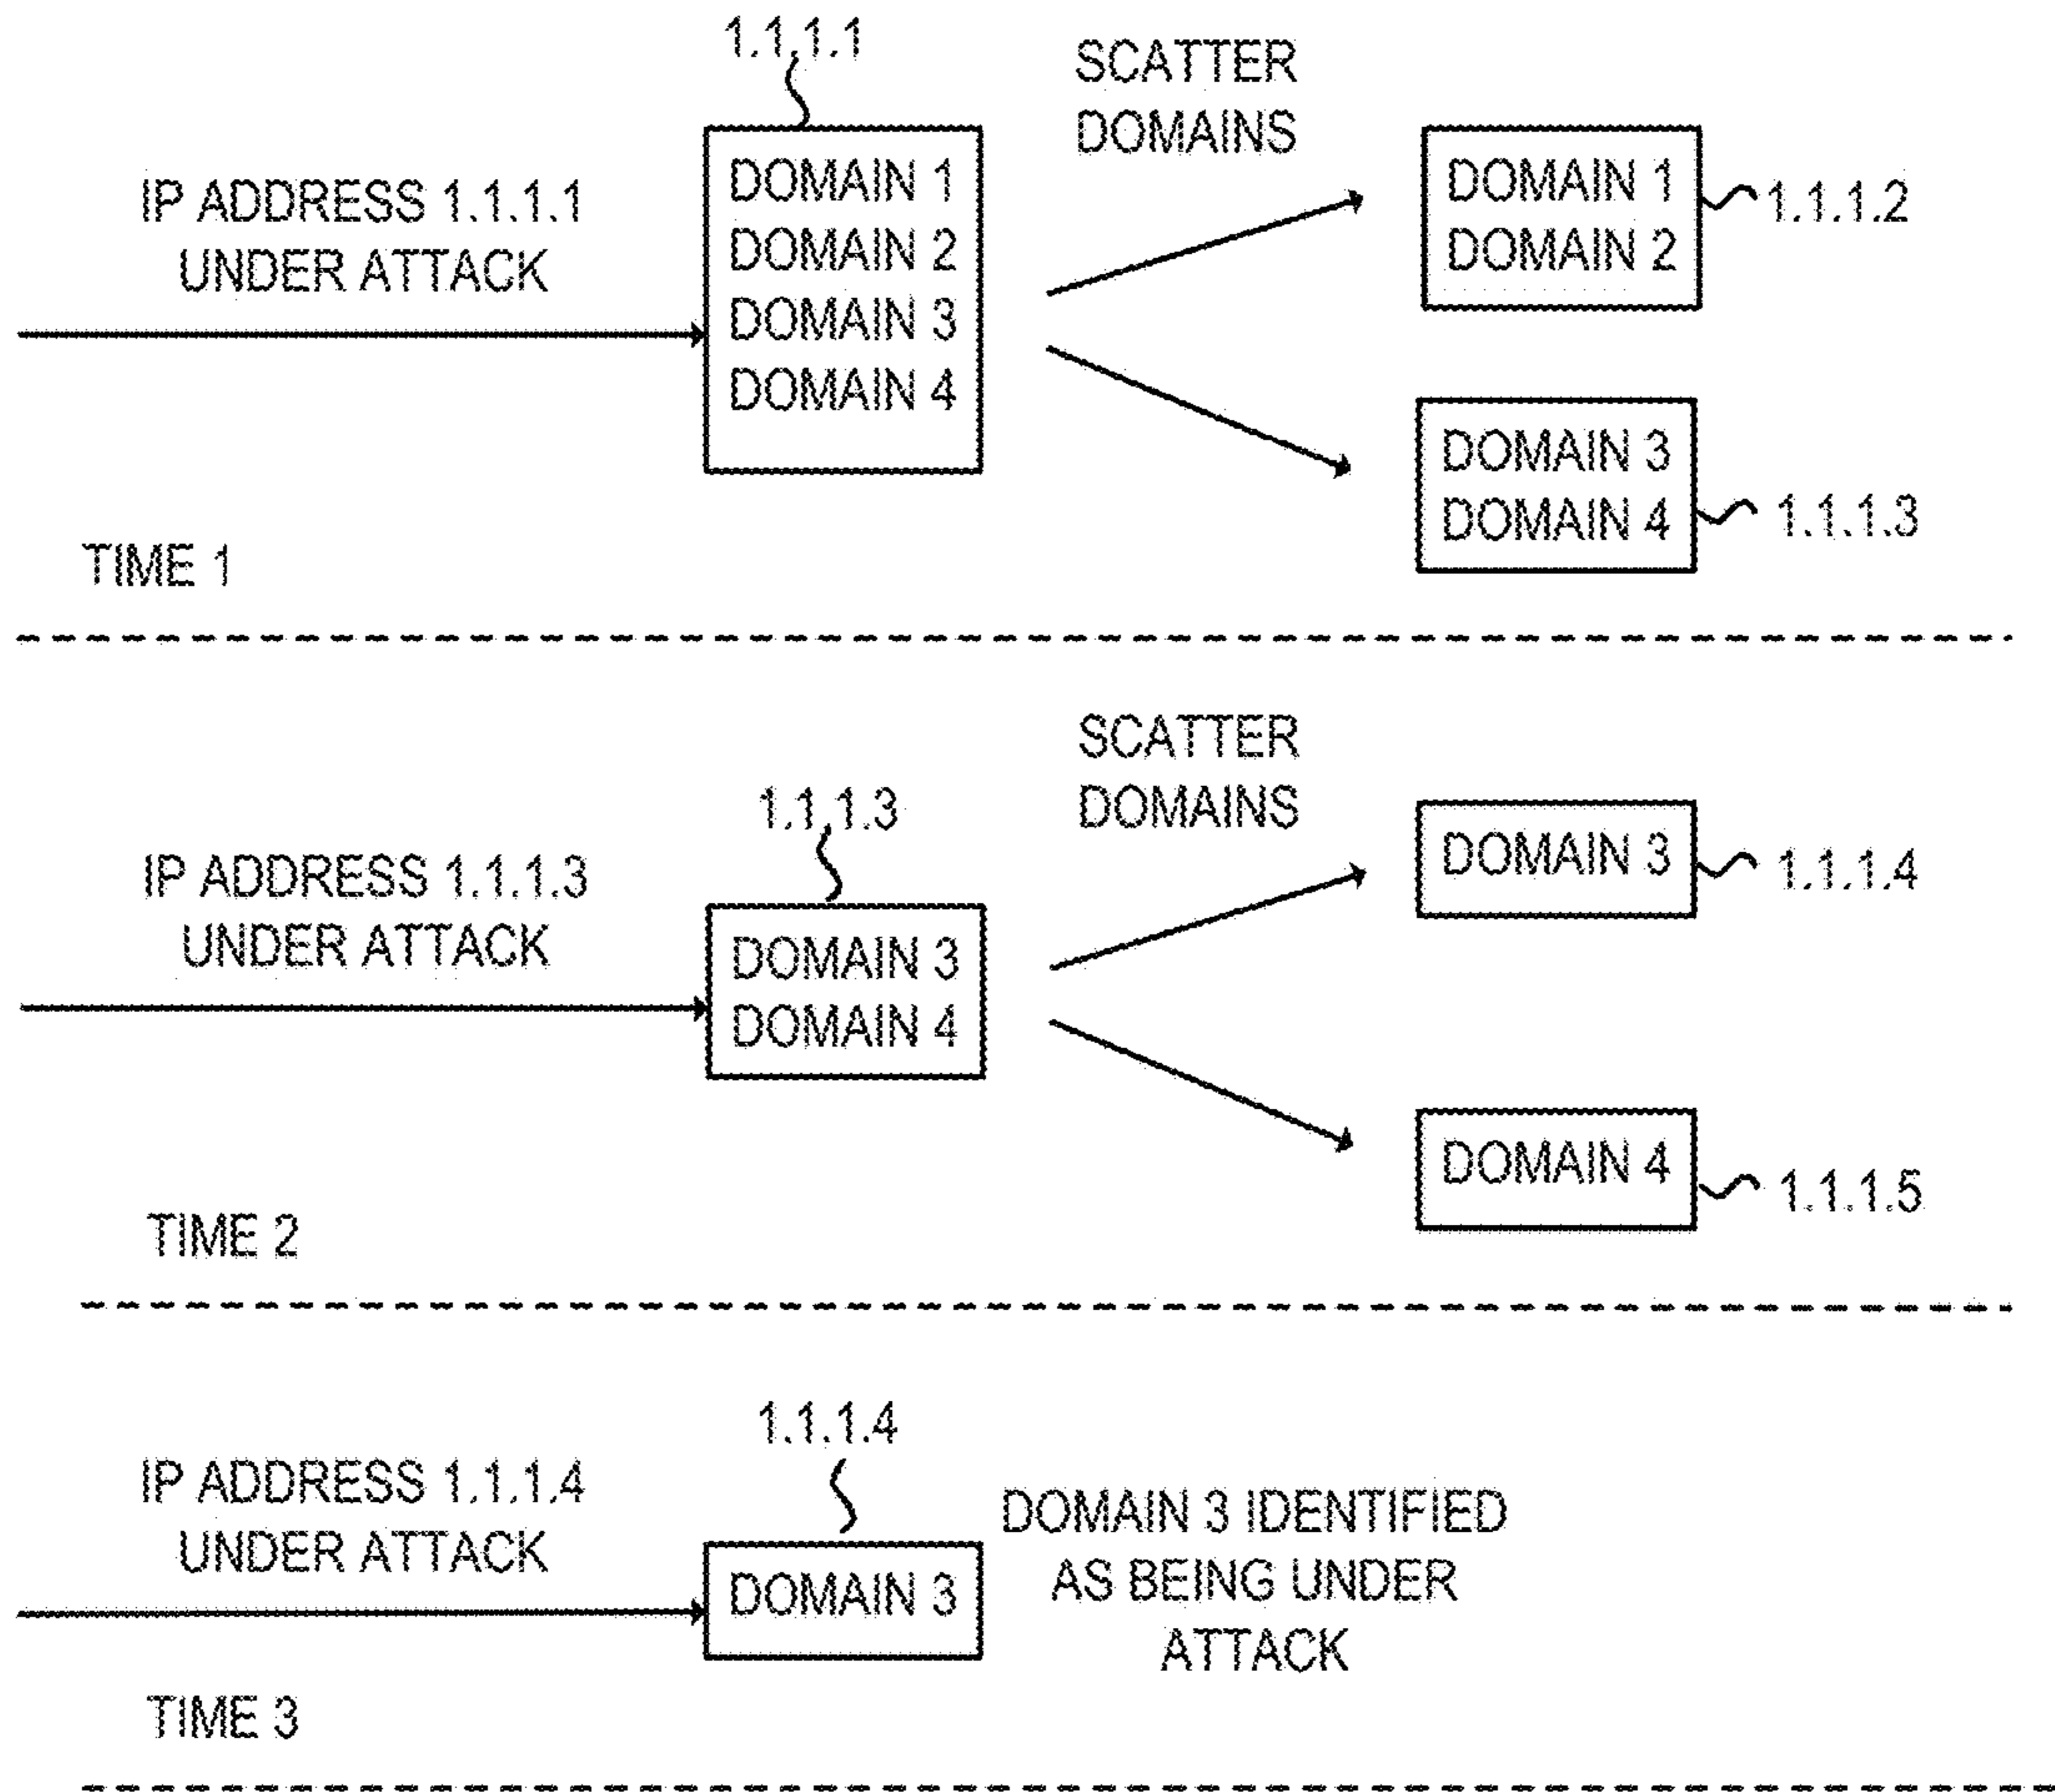 1.1.1.1
SCATTER
DOMAINS
IP ADDRESS 1.1.1.1
UNDER ATTACK
DOMAIN 1
DOMAIN 2
DOMAIN 3
DOMAIN 4
DOMAIN 1
DOMAIN 2
1.1.1.2
DOMAIN 3
DOMAIN 4
1.1.1.3
TIME 1
SCATTER
DOMAINS
1.1.1.3
IP ADDRESS 1.1.1.3
UNDER ATTACK
DOMAIN 3
DOMAIN 4
DOMAIN 3
1.1.1.4
DOMAIN 4
1.1.1.5
TIME 2
1.1.1.4
IP ADDRESS 1.1.1.4
UNDER ATTACK
DOMAIN 3
DOMAIN 3 IDENTIFIED
AS BEING UNDER
ATTACK
TIME 3